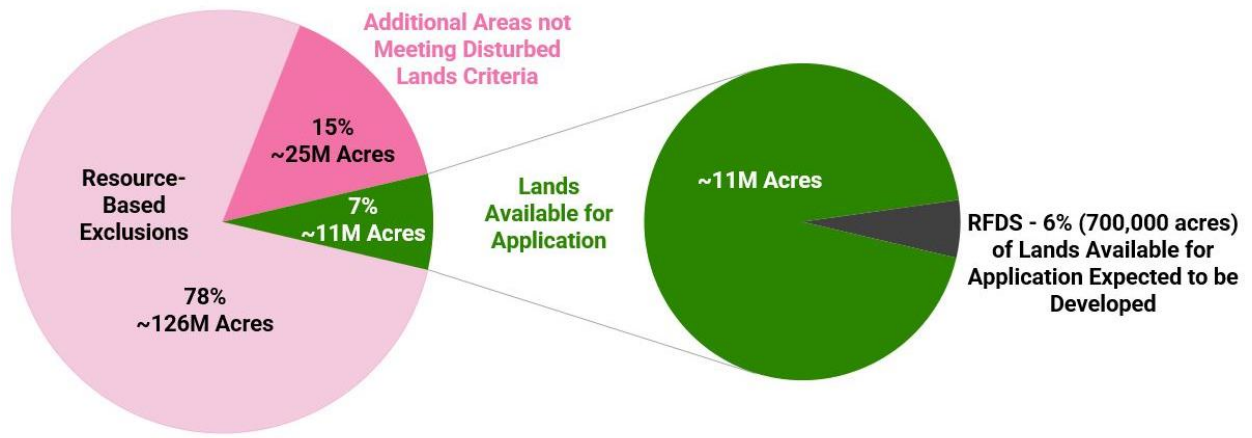 Additional Areas not
Meeting Disturbed
Lands Criteria
15%
~25M Acres
Resource-
Based
Exclusions
7%
~11M Acres
78%
~126M Acres
Lands
Available for
Application
~11M Acres
RFDS - 6% (700,000 acres)
of Lands Available for
Application Expected to be
Developed